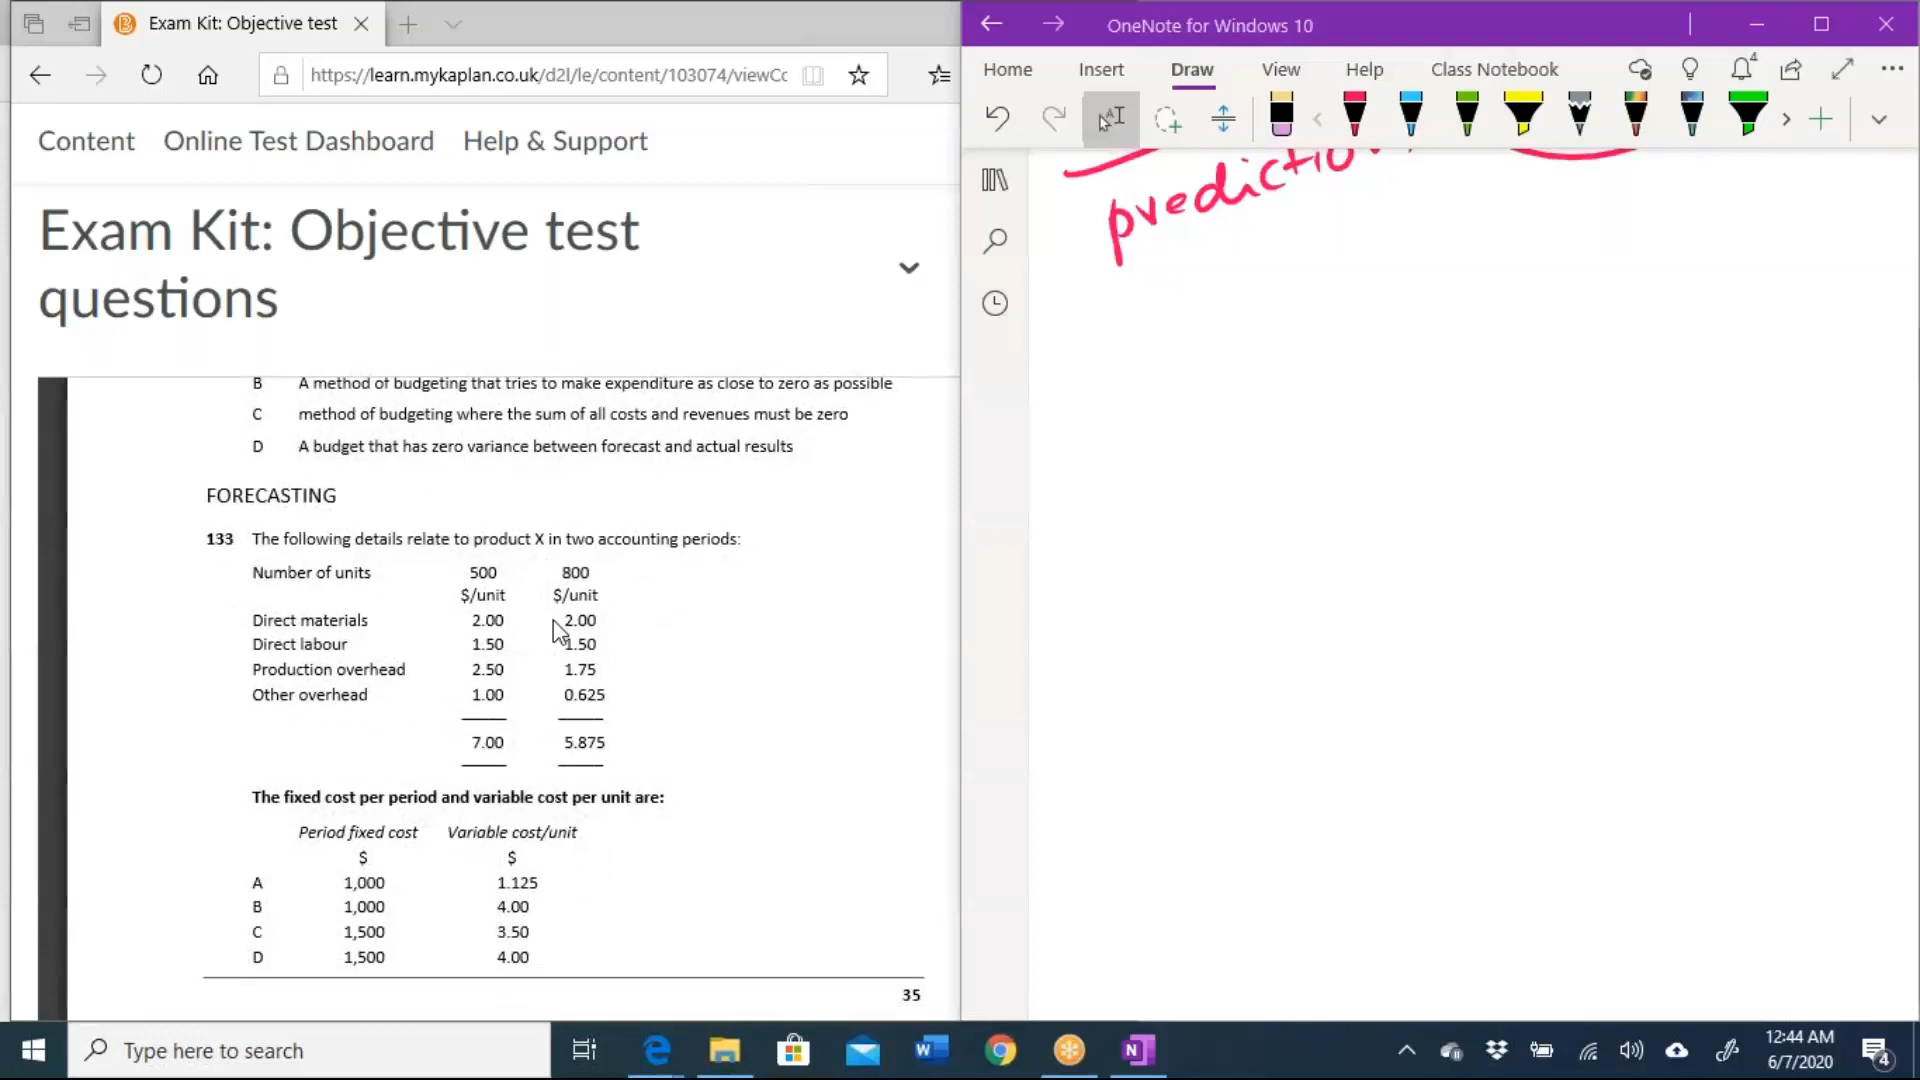 Exam Kit: Objective test
OneNote for Windows 10
https://learn.mykaplan.co.uk/d2l/le/content/103074/viewCc
Home Insert Draw View Help Class Notebook
4
Content Online Test Dashboard Help & Support
prediction
Exam Kit: Objective test
questions
B A method of budgeting that tries to make expenditure as close to zero as possible
C method of budgeting where the sum of all costs and revenues must be zero
D A budget that has zero variance between forecast and actual results
FORECASTING
133 The following details relate to product X in two accounting periods:
Number of units 500 800
$/unit $/unit
Direct materials 2.00 2.00
Direct labour 1.50 1.50
Production overhead 2.50 1.75
Other overhead 1.00 0.625
7.00 5.875
The fixed cost per period and variable cost per unit are:
Period fixed cost Variable cost/unit
$ $
A 1,000 1.125
B 1,000 4.00
C 1,500 3.50
D 1,500 4.00
35
Type here to search
12:44 AM
6/7/2020
4